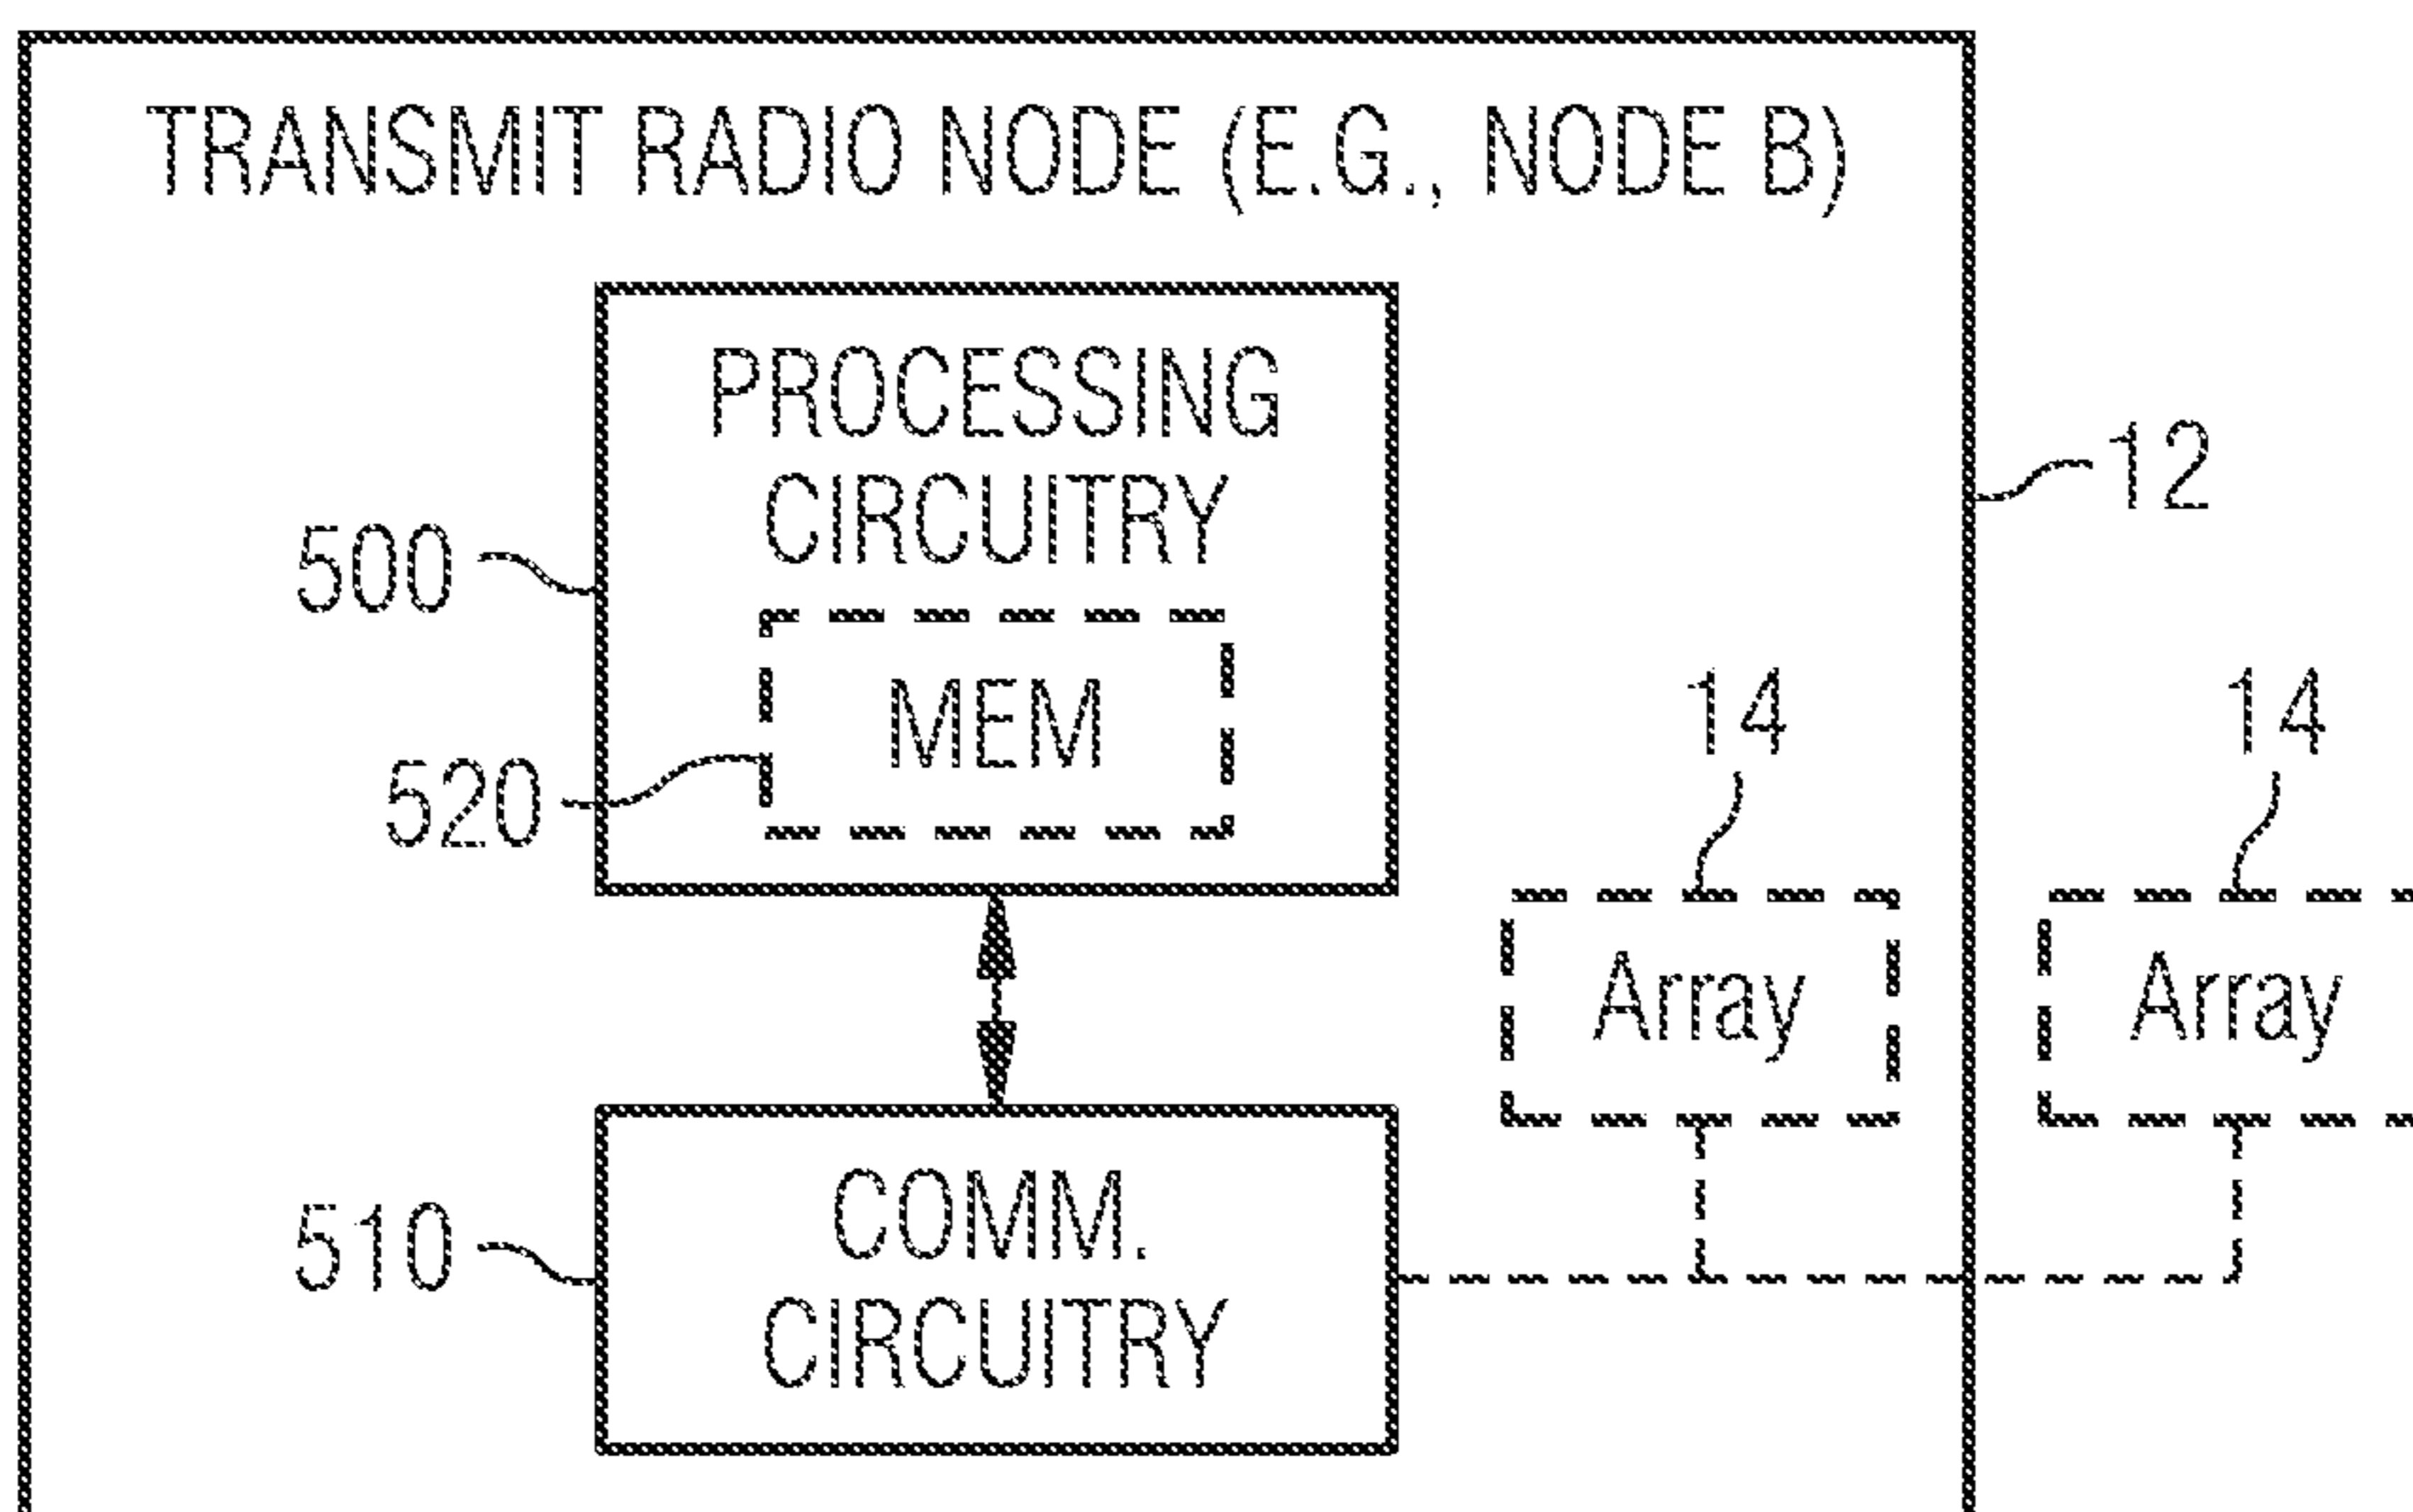 TRANSMIT RADIO NODE (E.G., NODE B)
PROCESSING
CIRCUITRY
12
500
MEM
520
14
14
Array
Array
COMM.
510
CIRCUITRY